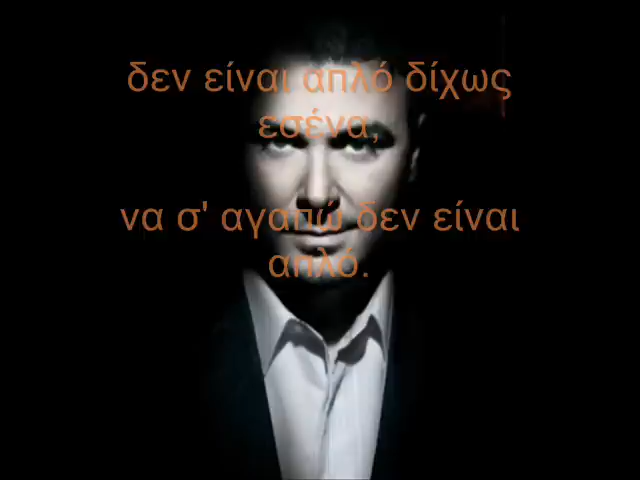 δεν είναι απλό δίχως
εσένα,
να σ' αγαπώ δεν είναι
απλό.